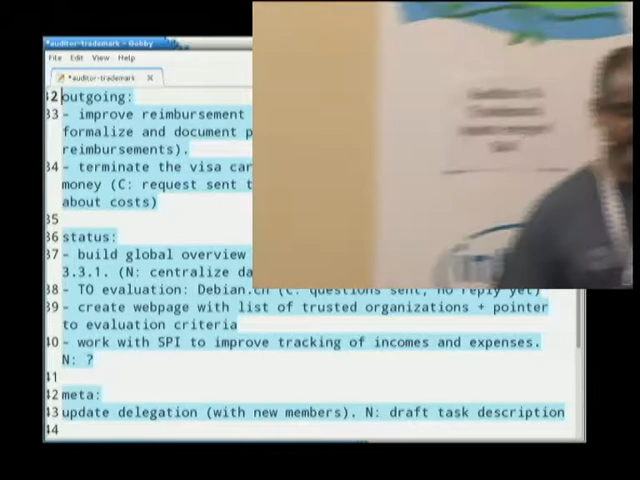 *auditor-trademark - Gobby
File Edit View Help
*auditor-trademark
32 outgoing:
33 - improve reimbursement
formalize and document p
reimbursements).
34 - terminate the visa car
money (C: request sent t
about costs)
35
36 status:
37 - build global overview
3.3.1. (N: centralize da
38 - TO evaluation: Debian.ch (C: questions sent, no reply yet)
39 - create webpage with list of trusted organizations + pointer
to evaluation criteria
40 - work with SPI to improve tracking of incomes and expenses.
N: ?
41
42 meta:
43 update delegation (with new members). N: draft task description
44